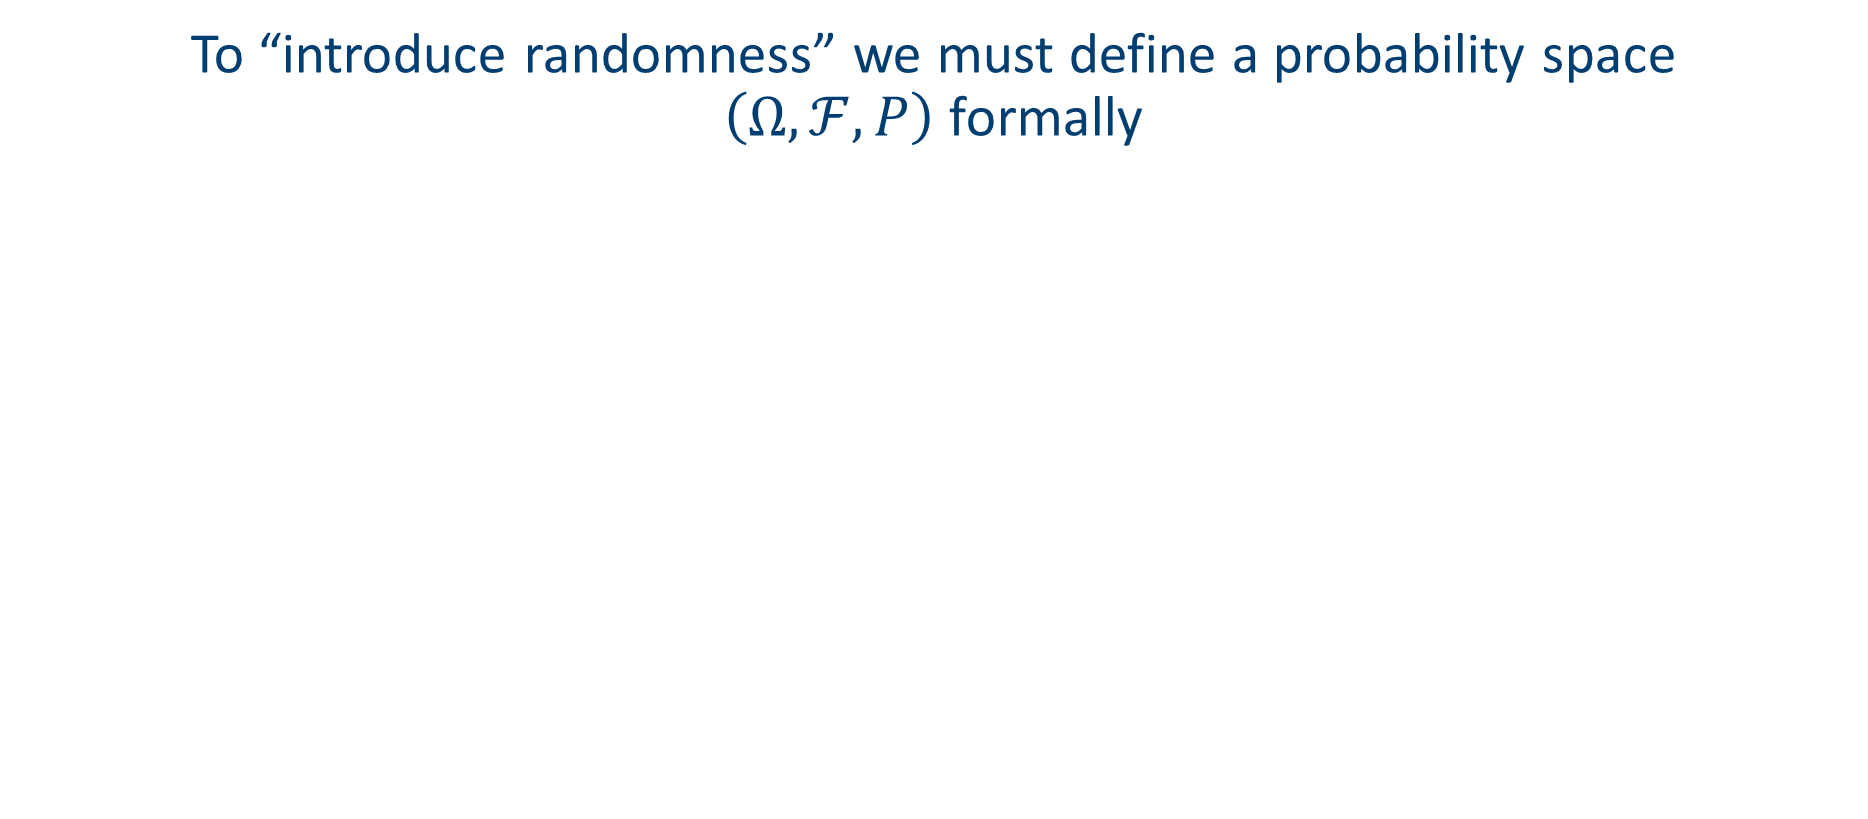 To “introduce randomness” we must define a probability space
(Ω, ℱ, 𝑃) formally